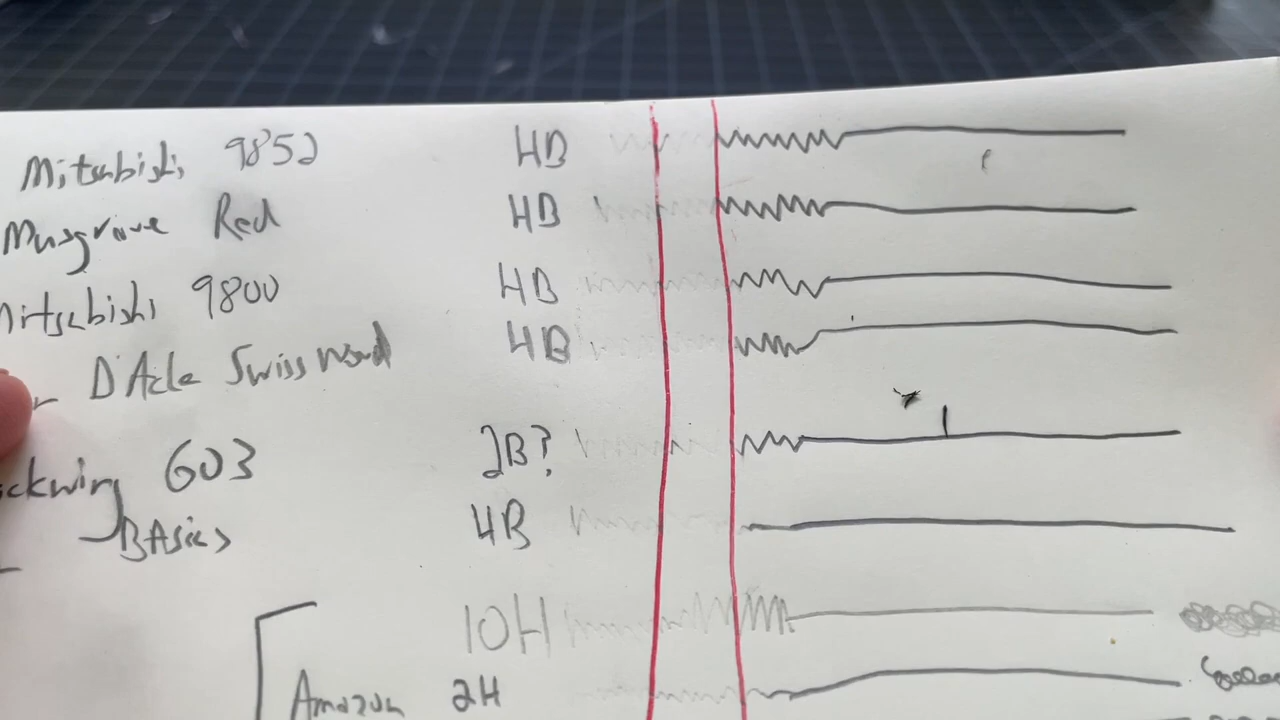 Mitsubishi 9852 HB
Musgrave Red HB
Mitsubishi 9800 HB
D'Acle Swiss Wood HB
ckwing 603 2B?
BAsics HB
10H
Amazon 2H